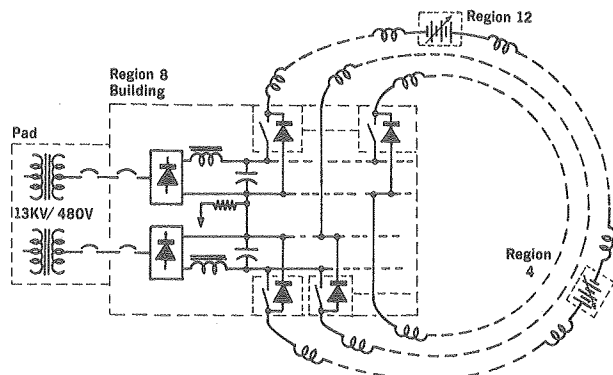 Region 12
Region 8
Building
Pad
13KV/ 480V
Region
4